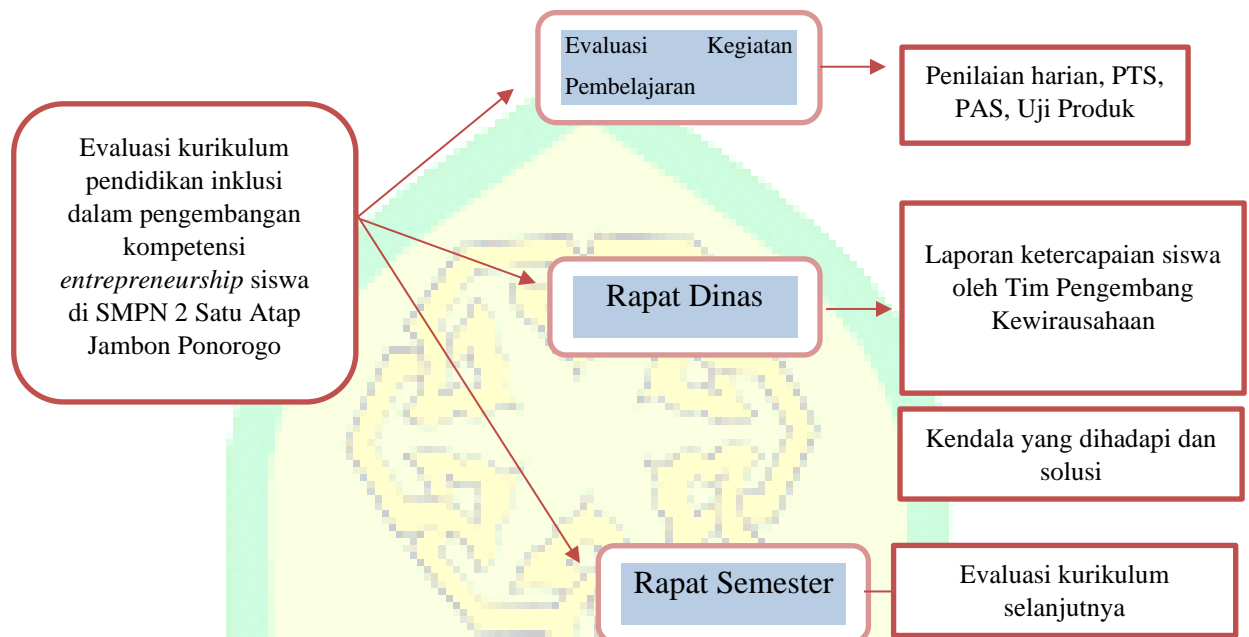 Evaluasi kurikulum
pendidikan inklusi
dalam pengembangan
kompetensi
entrepreneurship siswa
di SMPN 2 Satu Atap
Jambon Ponorogo
Evaluasi Kegiatan
Pembelajaran
Penilaian harian, PTS,
PAS, Uji Produk
Rapat Dinas
Laporan ketercapaian siswa
oleh Tim Pengembang
Kewirausahaan
Kendala yang dihadapi dan
solusi
Rapat Semester
Evaluasi kurikulum
selanjutnya